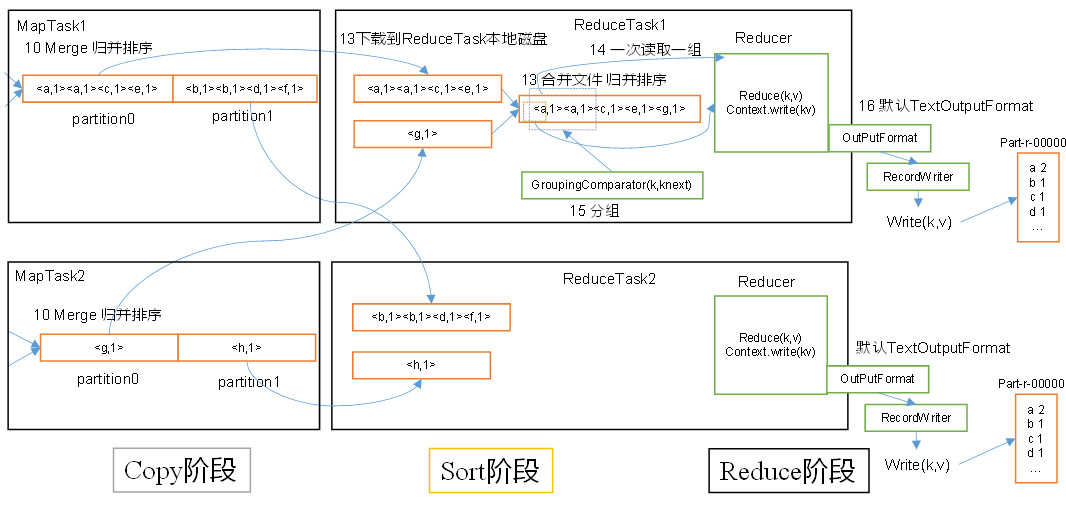 MapTask1
10 Merge 归并排序
<a,1><a,1><c,1><e,1>
<b,1><b,1><d,1><f,1>
partition0
partition1
ReduceTask1
13下载到ReduceTask本地磁盘
<a,1><a,1><c,1><e,1>
<g,1>
13 合并文件 归并排序
<a,1><a,1><c,1><e,1><g,1>
14 一次读取一组
GroupingComparator(k,knext)
15 分组
Reducer
Reduce(k,v)
Context.write(kv)
16 默认TextOutputFormat
OutPutFormat
RecordWriter
Write(k,v)
Part-r-00000
a 2
b 1
c 1
d 1
…
MapTask2
10 Merge 归并排序
<g,1>
<h,1>
partition0
partition1
ReduceTask2
<b,1><b,1><d,1><f,1>
<h,1>
Reducer
Reduce(k,v)
Context.write(kv)
默认TextOutputFormat
OutPutFormat
RecordWriter
Write(k,v)
Part-r-00000
a 2
b 1
c 1
d 1
…
Copy阶段
Sort阶段
Reduce阶段